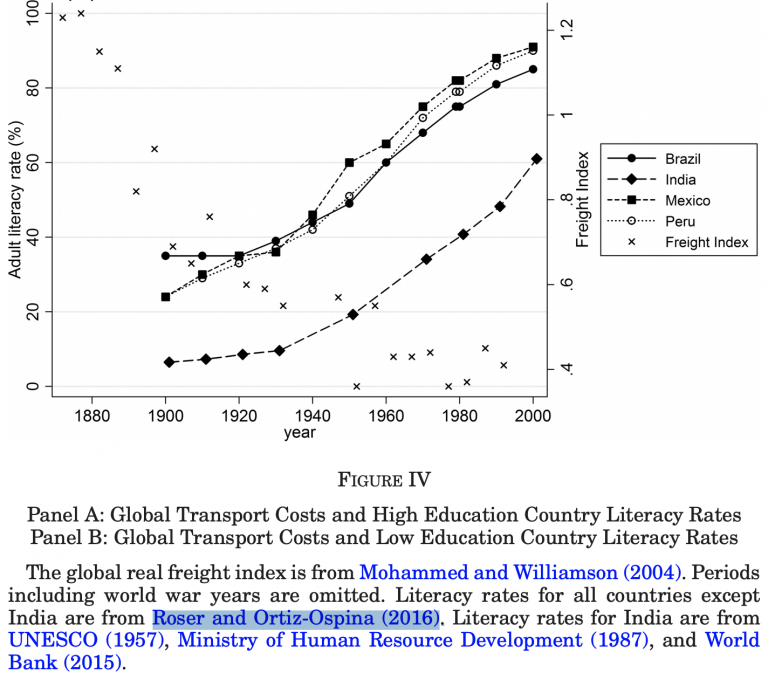 100
80
60
40
20
0
Adult literacy rate (%)
1.2
1
.8
.6
.4
Freight Index
1880 1900 1920 1940 1960 1980 2000
year
Brazil
India
Mexico
Peru
Freight Index
FIGURE IV
Panel A: Global Transport Costs and High Education Country Literacy Rates
Panel B: Global Transport Costs and Low Education Country Literacy Rates
The global real freight index is from Mohammed and Williamson (2004). Periods
including world war years are omitted. Literacy rates for all countries except
India are from Roser and Ortiz-Ospina (2016). Literacy rates for India are from
UNESCO (1957), Ministry of Human Resource Development (1987), and World
Bank (2015).